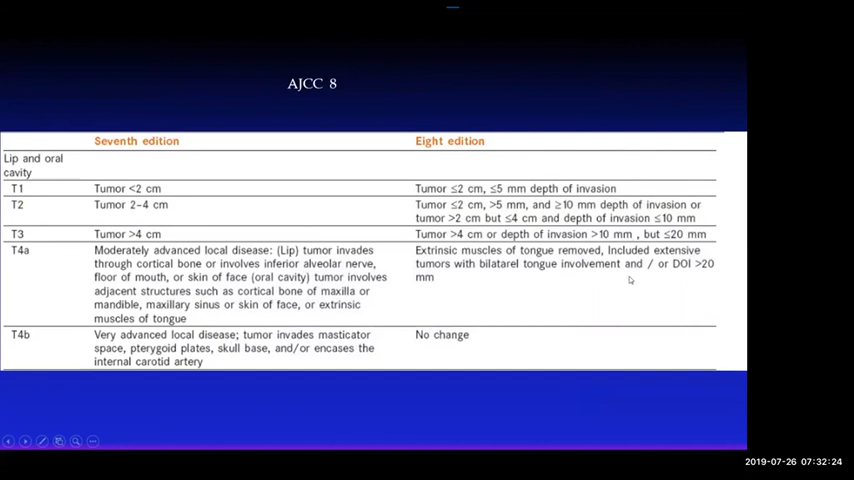 AJCC 8
Seventh edition Eight edition
Lip and oral
cavity
T1 Tumor <2 cm Tumor ≤2 cm, ≤5 mm depth of invasion
T2 Tumor 2–4 cm Tumor ≤2 cm, >5 mm, and ≥10 mm depth of invasion or
tumor >2 cm but ≤4 cm and depth of invasion ≤10 mm
T3 Tumor >4 cm Tumor >4 cm or depth of invasion >10 mm , but ≤20 mm
T4a Moderately advanced local disease: (Lip) tumor invades Extrinsic muscles of tongue removed, Included extensive
through cortical bone or involves inferior alveolar nerve, tumors with bilatarel tongue involvement and / or DOI >20
floor of mouth, or skin of face (oral cavity) tumor involves mm
adjacent structures such as cortical bone of maxilla or
mandible, maxillary sinus or skin of face, or extrinsic
muscles of tongue
T4b Very advanced local disease; tumor invades masticator No change
space, pterygoid plates, skull base, and/or encases the
internal carotid artery
2019-07-26 07:32:24